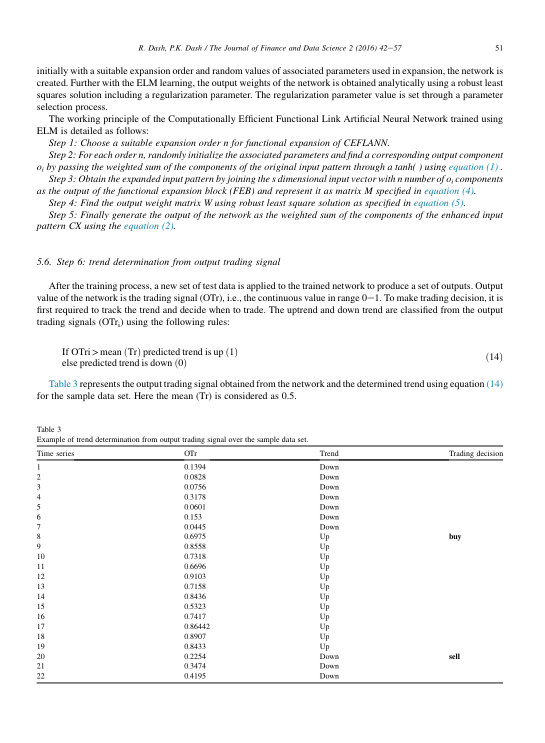 R. Dash, P.K. Dash / The Journal of Finance and Data Science 2 (2016) 42–57 51
initially with a suitable expansion order and random values of associated parameters used in expansion, the network is
created. Further with the ELM learning, the output weights of the network is obtained analytically using a robust least
squares solution including a regularization parameter. The regularization parameter value is set through a parameter
selection process.
The working principle of the Computationally Efficient Functional Link Artificial Neural Network trained using
ELM is detailed as follows:
Step 1: Choose a suitable expansion order n for functional expansion of CEFLANN.
Step 2: For each order n, randomly initialize the associated parameters and find a corresponding output component
oᵢ by passing the weighted sum of the components of the original input pattern through a tanh( ) using equation (1) .
Step 3: Obtain the expanded input pattern by joining the s dimensional input vector with n number of oᵢ components
as the output of the functional expansion block (FEB) and represent it as matrix M specified in equation (4).
Step 4: Find the output weight matrix W using robust least square solution as specified in equation (5).
Step 5: Finally generate the output of the network as the weighted sum of the components of the enhanced input
pattern CX using the equation (2).
5.6. Step 6: trend determination from output trading signal
After the training process, a new set of test data is applied to the trained network to produce a set of outputs. Output
value of the network is the trading signal (OTr), i.e., the continuous value in range 0–1. To make trading decision, it is
first required to track the trend and decide when to trade. The uptrend and down trend are classified from the output
trading signals (OTrᵢ) using the following rules:
If OTri > mean (Tr) predicted trend is up (1)
else predicted trend is down (0)
(14)
Table 3 represents the output trading signal obtained from the network and the determined trend using equation (14)
for the sample data set. Here the mean (Tr) is considered as 0.5.
Table 3
Example of trend determination from output trading signal over the sample data set.
Time series OTr Trend Trading decision
1 0.1394 Down
2 0.0828 Down
3 0.0756 Down
4 0.3178 Down
5 0.0601 Down
6 0.153 Down
7 0.0445 Down
8 0.6975 Up buy
9 0.8558 Up
10 0.7318 Up
11 0.6696 Up
12 0.9103 Up
13 0.7158 Up
14 0.8436 Up
15 0.5323 Up
16 0.7417 Up
17 0.86442 Up
18 0.8907 Up
19 0.8433 Up
20 0.2254 Down sell
21 0.3474 Down
22 0.4195 Down